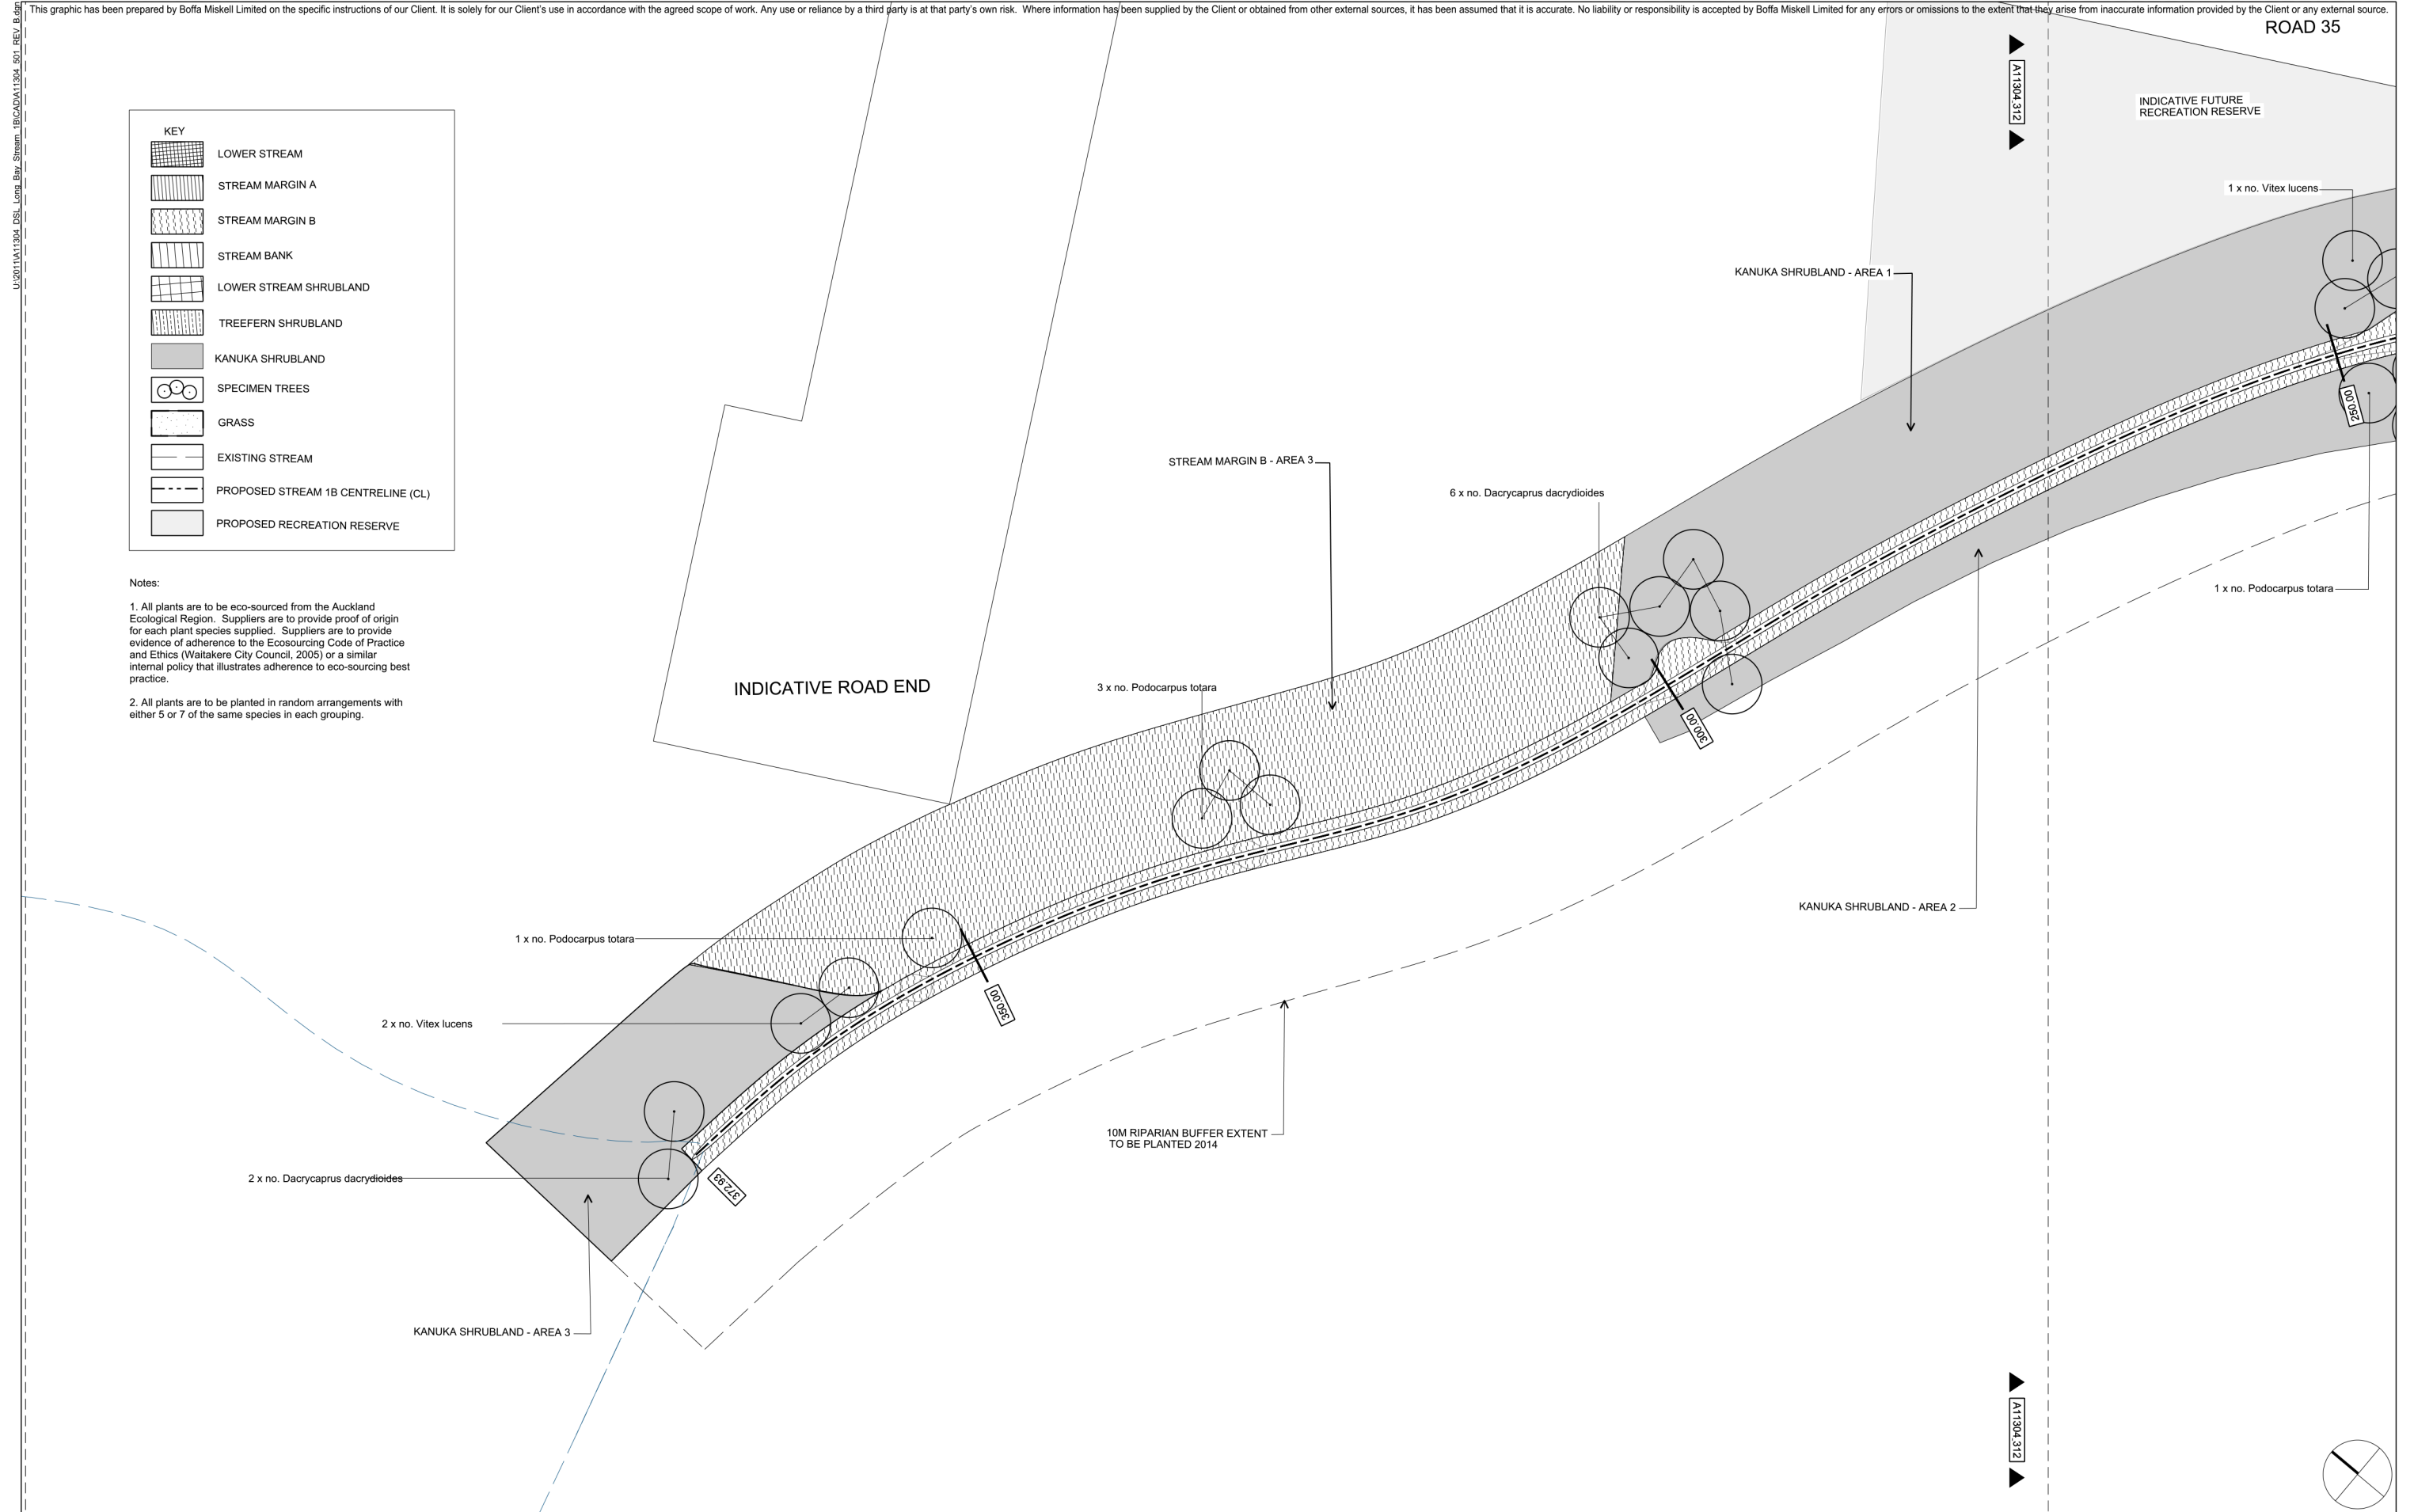 This graphic has been prepared by Boffa Miskell Limited on the specific instructions of our Client. It is solely for our Client's use in accordance with the agreed scope of work. Any use or reliance by a third party is at that party's own risk. Where information has been supplied by the Client or obtained from other external sources, it has been assumed that it is accurate. No liability or responsibility is accepted by Boffa Miskell Limited for any errors or omissions to the extent that they arise from inaccurate information provided by the Client or any external source.
U:\2011\A11304_DSL_Long_Bay_Stream_1B\CAD\A11304_501_REV_B.dgn
ROAD 35
A11304.312
INDICATIVE FUTURE
RECREATION RESERVE
KEY
LOWER STREAM
STREAM MARGIN A
STREAM MARGIN B
STREAM BANK
LOWER STREAM SHRUBLAND
TREEFERN SHRUBLAND
KANUKA SHRUBLAND
SPECIMEN TREES
GRASS
EXISTING STREAM
PROPOSED STREAM 1B CENTRELINE (CL)
PROPOSED RECREATION RESERVE
Notes:
1. All plants are to be eco-sourced from the Auckland
Ecological Region. Suppliers are to provide proof of origin
for each plant species supplied. Suppliers are to provide
evidence of adherence to the Ecosourcing Code of Practice
and Ethics (Waitakere City Council, 2005) or a similar
internal policy that illustrates adherence to eco-sourcing best
practice.
2. All plants are to be planted in random arrangements with
either 5 or 7 of the same species in each grouping.
1 x no. Vitex lucens
KANUKA SHRUBLAND - AREA 1
250.00
STREAM MARGIN B - AREA 3
6 x no. Dacrycaprus dacrydioides
1 x no. Podocarpus totara
INDICATIVE ROAD END
3 x no. Podocarpus totara
300.00
KANUKA SHRUBLAND - AREA 2
1 x no. Podocarpus totara
350.00
2 x no. Vitex lucens
10M RIPARIAN BUFFER EXTENT
TO BE PLANTED 2014
2 x no. Dacrycaprus dacrydioides
372.93
KANUKA SHRUBLAND - AREA 3
A11304.312